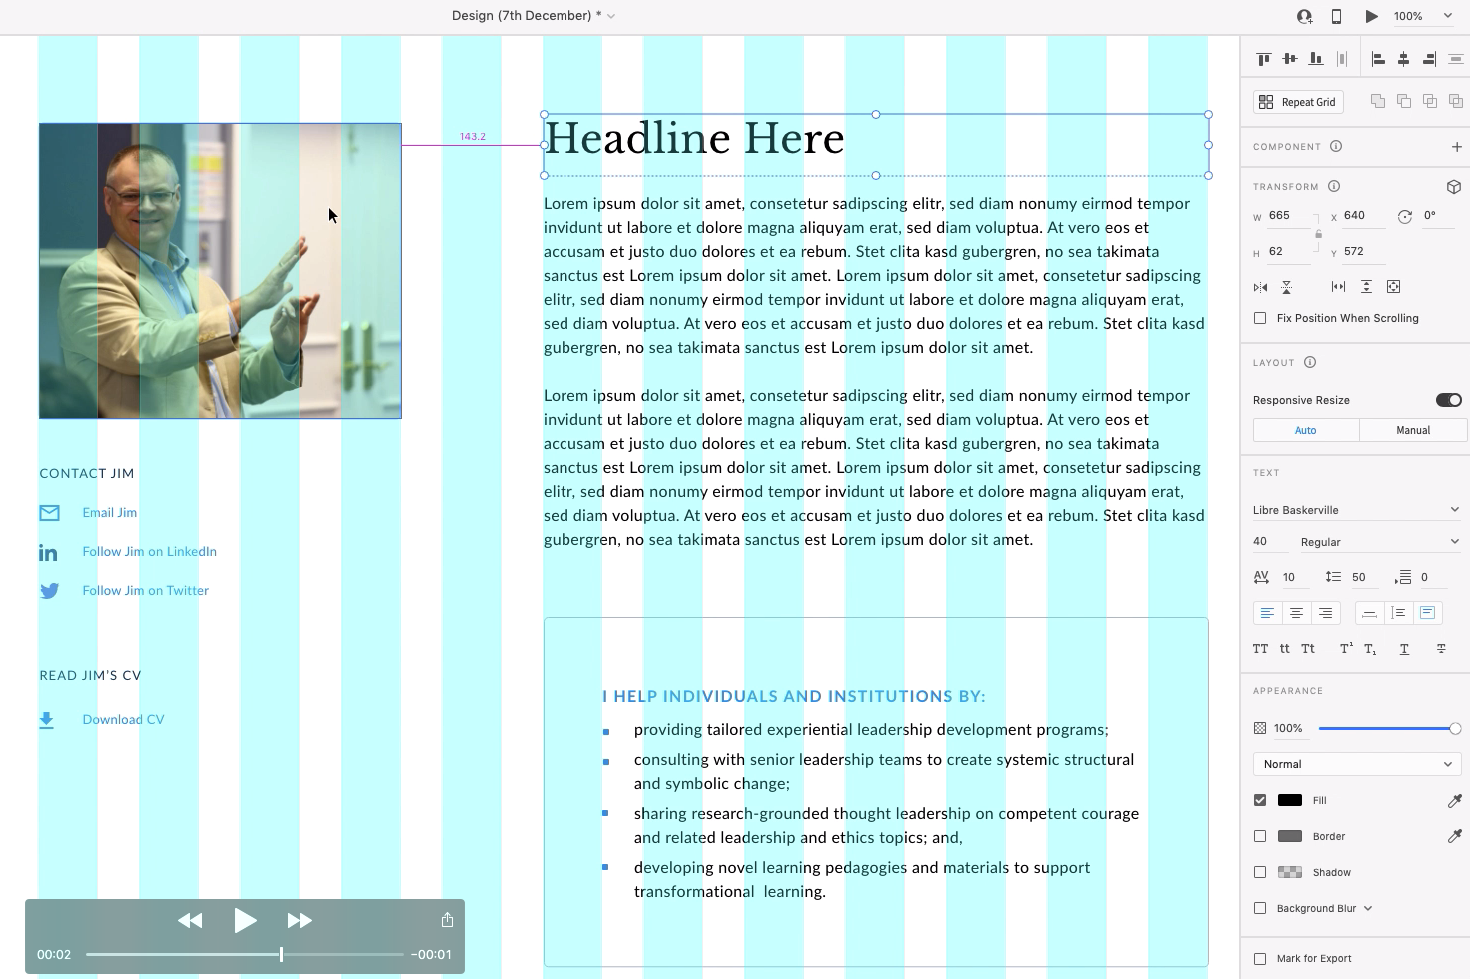 Design (7th December) *
100%
143.2
Headline Here
Lorem ipsum dolor sit amet, consetetur sadipscing elitr, sed diam nonumy eirmod tempor
invidunt ut labore et dolore magna aliquyam erat, sed diam voluptua. At vero eos et
accusam et justo duo dolores et ea rebum. Stet clita kasd gubergren, no sea takimata
sanctus est Lorem ipsum dolor sit amet. Lorem ipsum dolor sit amet, consetetur sadipscing
elitr, sed diam nonumy eirmod tempor invidunt ut labore et dolore magna aliquyam erat,
sed diam voluptua. At vero eos et accusam et justo duo dolores et ea rebum. Stet clita kasd
gubergren, no sea takimata sanctus est Lorem ipsum dolor sit amet.
Lorem ipsum dolor sit amet, consetetur sadipscing elitr, sed diam nonumy eirmod tempor
invidunt ut labore et dolore magna aliquyam erat, sed diam voluptua. At vero eos et
accusam et justo duo dolores et ea rebum. Stet clita kasd gubergren, no sea takimata
sanctus est Lorem ipsum dolor sit amet. Lorem ipsum dolor sit amet, consetetur sadipscing
elitr, sed diam nonumy eirmod tempor invidunt ut labore et dolore magna aliquyam erat,
sed diam voluptua. At vero eos et accusam et justo duo dolores et ea rebum. Stet clita kasd
gubergren, no sea takimata sanctus est Lorem ipsum dolor sit amet.
CONTACT JIM
Email Jim
in Follow Jim on LinkedIn
Follow Jim on Twitter
READ JIM'S CV
Download CV
I HELP INDIVIDUALS AND INSTITUTIONS BY:
providing tailored experiential leadership development programs;
consulting with senior leadership teams to create systemic structural
and symbolic change;
sharing research-grounded thought leadership on competent courage
and related leadership and ethics topics; and,
developing novel learning pedagogies and materials to support
transformational learning.
00:02 −00:01
Repeat Grid
COMPONENT
TRANSFORM
W 665 X 640 0°
H 62 Y 572
Fix Position When Scrolling
LAYOUT
Responsive Resize
Auto Manual
TEXT
Libre Baskerville
40 Regular
AV 10 50 0
TT tt Tt T¹ T₁ T T
APPEARANCE
100%
Normal
Fill
Border
Shadow
Background Blur
Mark for Export